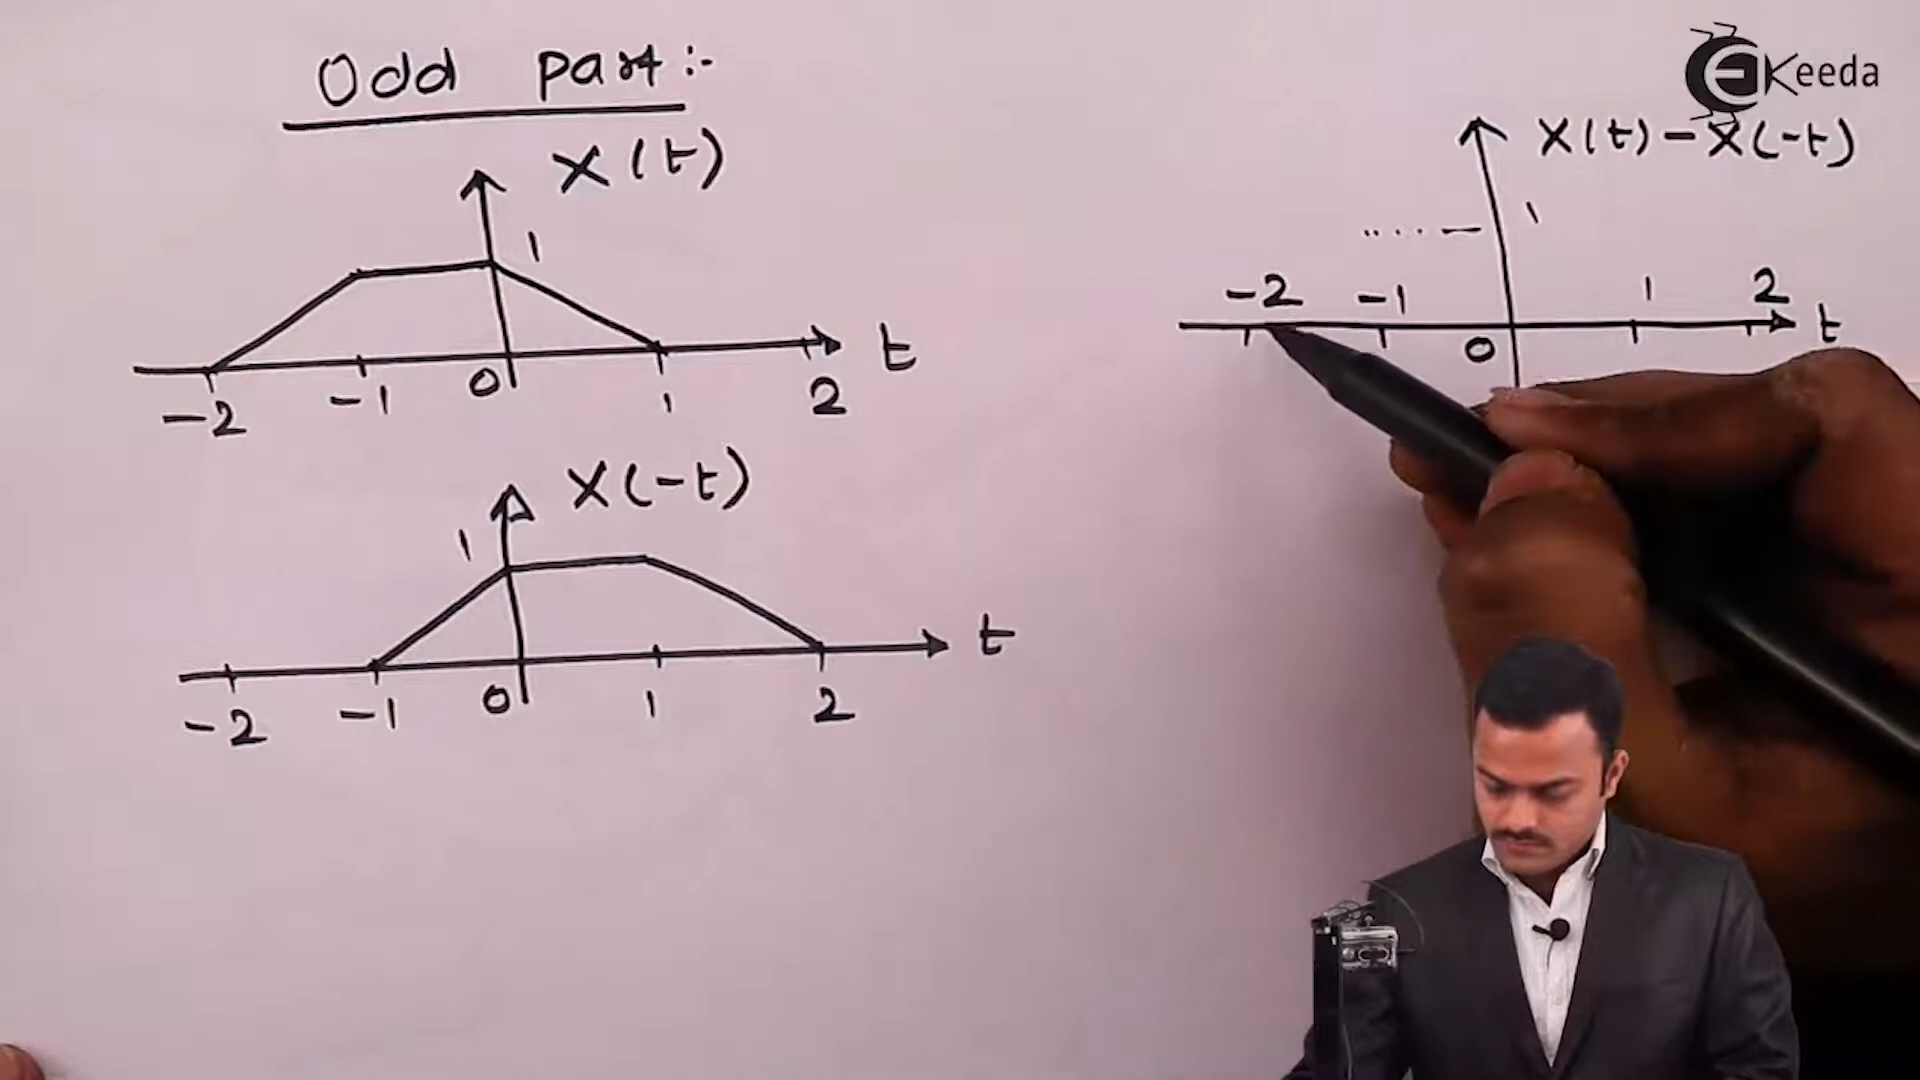 Odd part:-
X(t)
1
-2 -1 0 1 2 t
X(-t)
1
-2 -1 0 1 2 t
EKeeda
X(t) - X(-t)
1
-2 -1 0 1 2 t